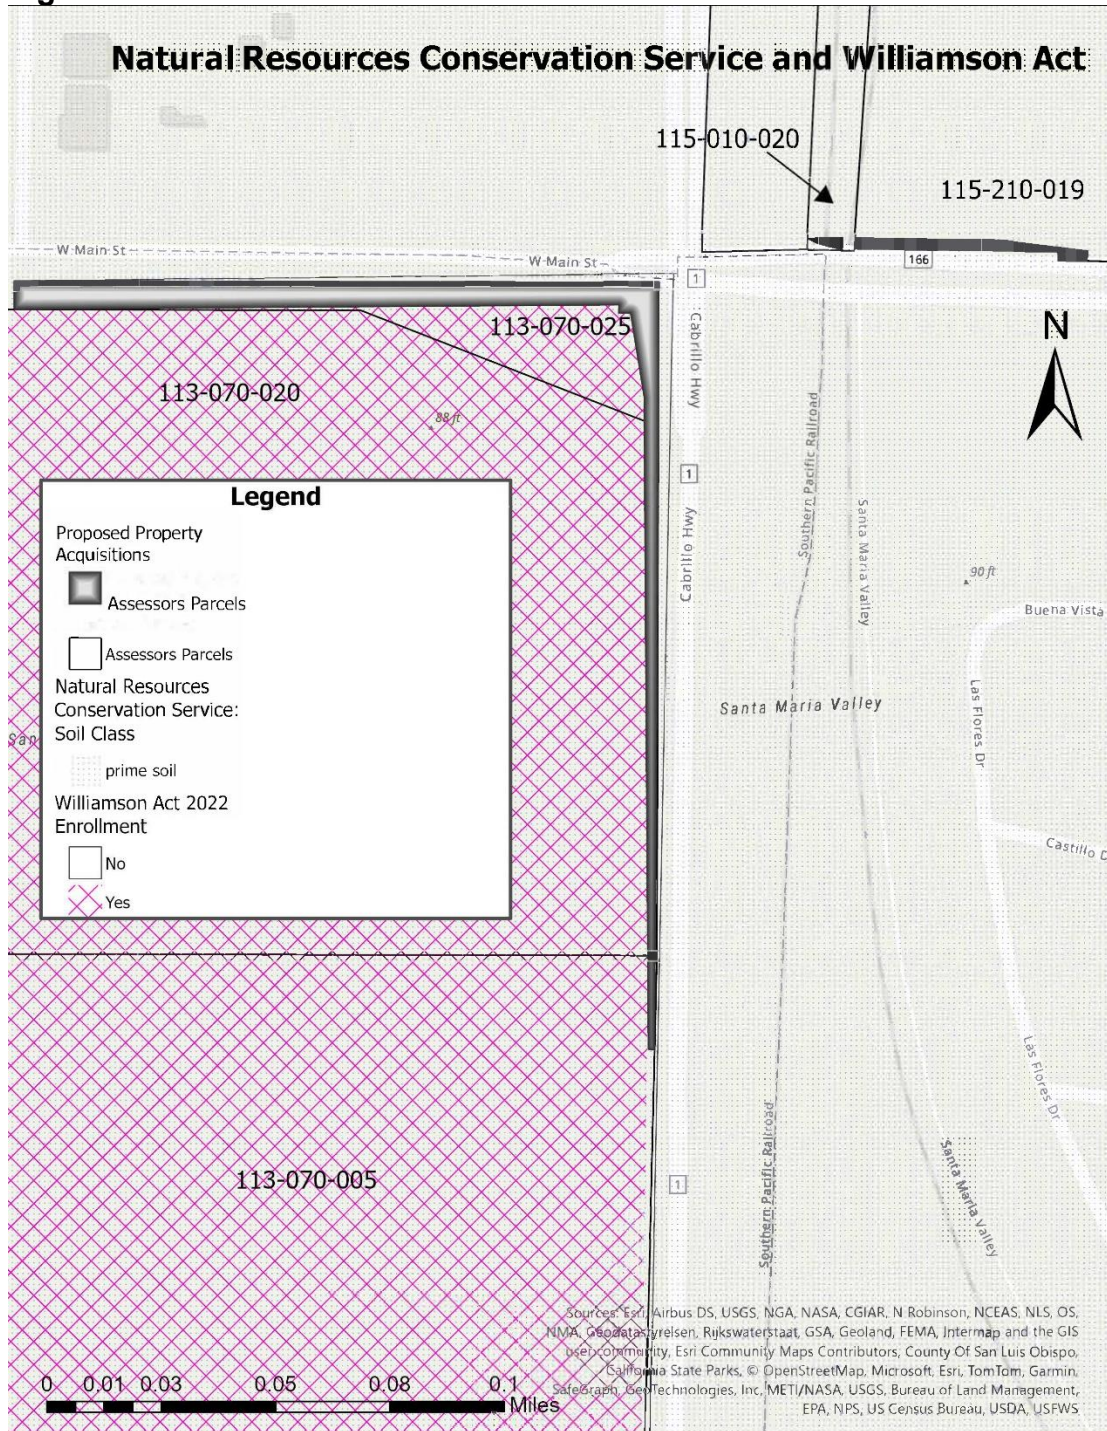 Natural Resources Conservation Service and Williamson Act
115-010-020
115-210-019
W Main St
W Main St
166
1
113-070-025
Cabrillo Hwy
N
113-070-020
88 ft
Southern Pacific Railroad
1
Legend
Proposed Property
Acquisitions
Assessors Parcels
Assessors Parcels
Natural Resources
Conservation Service:
Soil Class
prime soil
Williamson Act 2022
Enrollment
No
Yes
Cabrillo Hwy
Santa Maria Valley
90 ft
Buena Vista
Las Flores Dr
Santa Maria Valley
San
Castillo D
Las Flores Dr
113-070-005
Southern Pacific Railroad
1
Santa Maria Valley
Sources: Esri, Airbus DS, USGS, NGA, NASA, CGIAR, N Robinson, NCEAS, NLS, OS,
NMA, Geodatastyrelsen, Rijkswaterstaat, GSA, Geoland, FEMA, Intermap and the GIS
user community, Esri Community Maps Contributors, County Of San Luis Obispo,
California State Parks, © OpenStreetMap, Microsoft, Esri, TomTom, Garmin,
SafeGraph, GeoTechnologies, Inc, METI/NASA, USGS, Bureau of Land Management,
EPA, NPS, US Census Bureau, USDA, USFWS
0 0.01 0.03 0.05 0.08 0.1
Miles